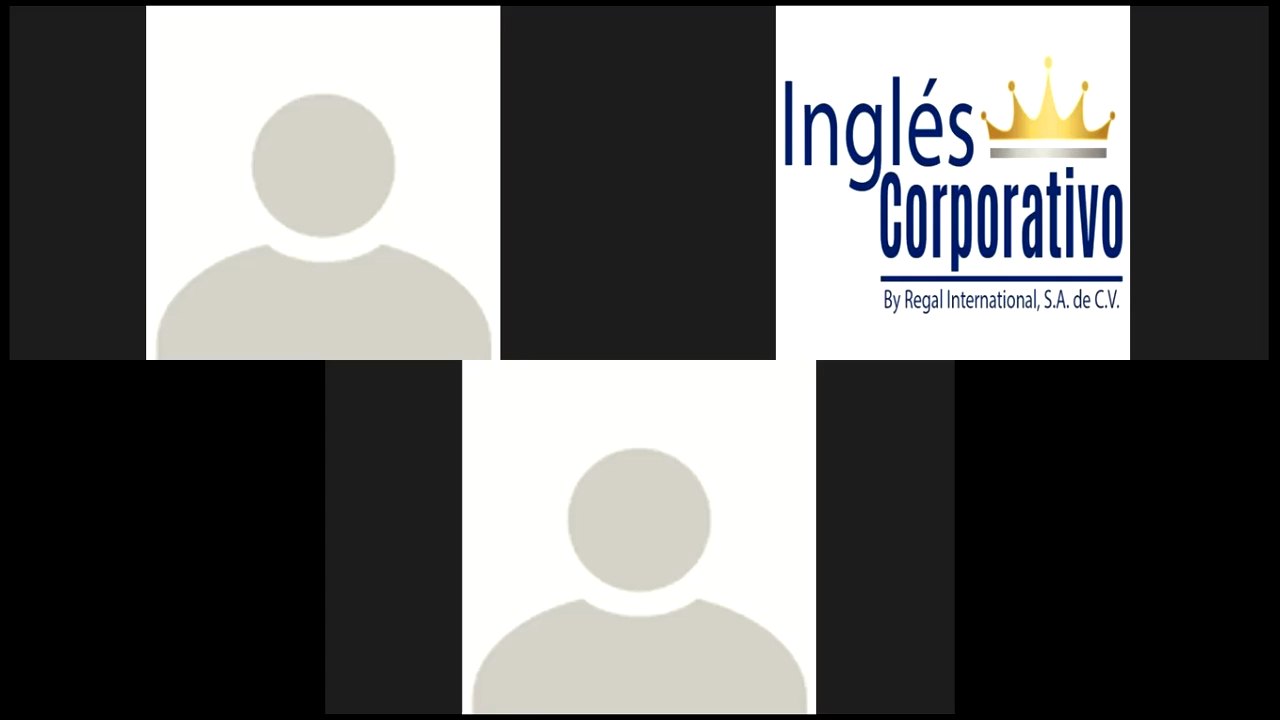 Inglés
Corporativo
By Regal International, S.A. de C.V.